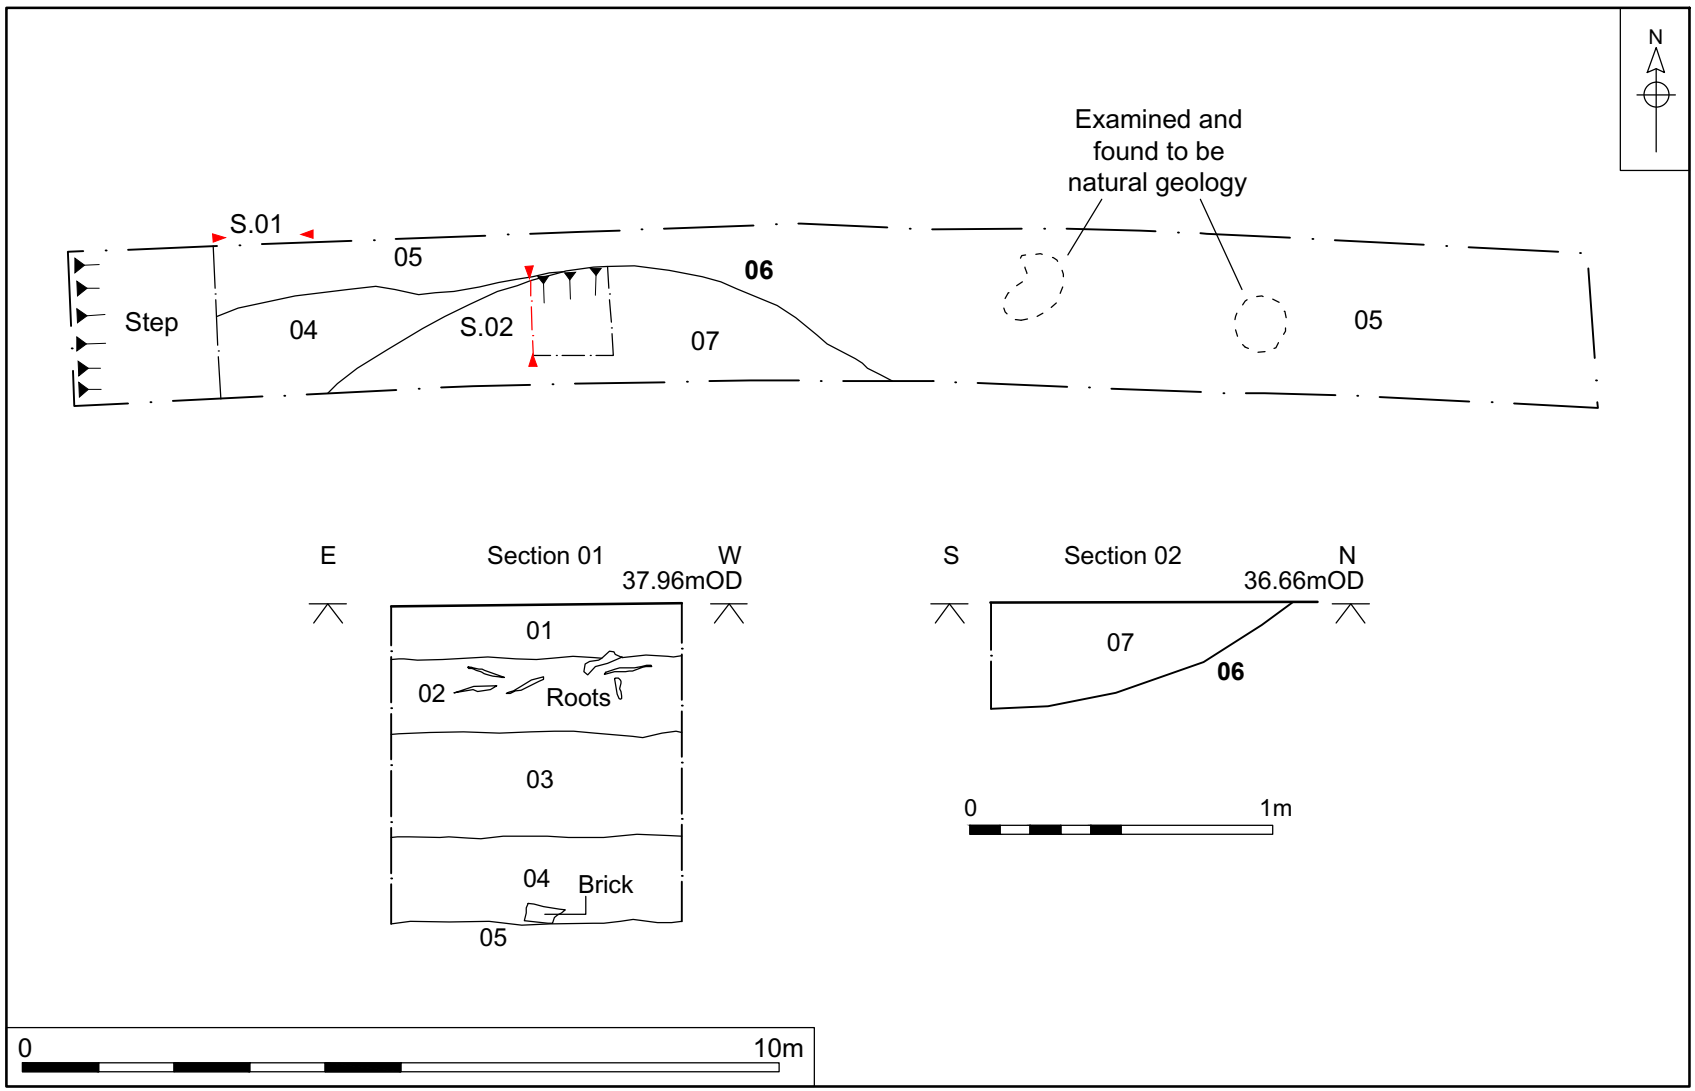 N
Examined and
found to be
natural geology
S.01
05
06
Step
04
S.02
07
05
E Section 01 W
37.96mOD
01
02
Roots
03
04
Brick
05
S Section 02 N
36.66mOD
07
06
0 1m
0 10m